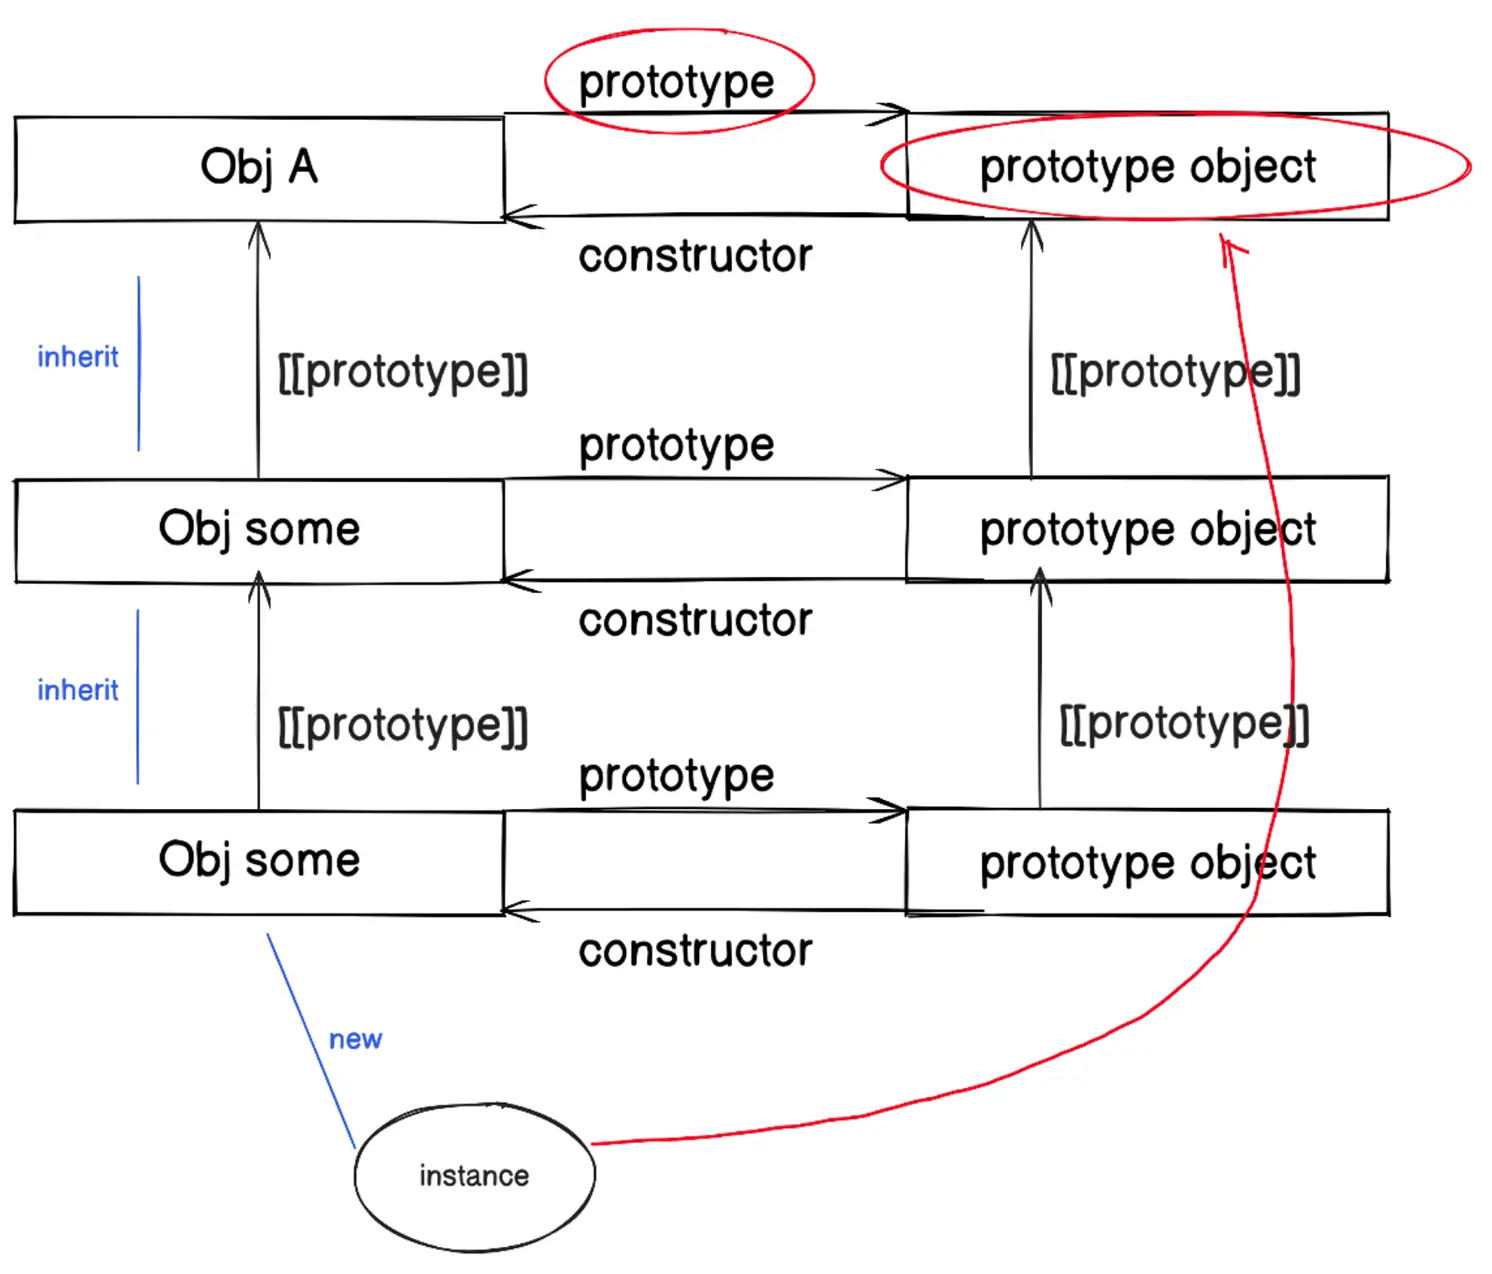 prototype
Obj A
prototype object
constructor
inherit
[[prototype]]
[[prototype]]
prototype
Obj some
prototype object
constructor
inherit
[[prototype]]
[[prototype]]
prototype
Obj some
prototype object
constructor
new
instance